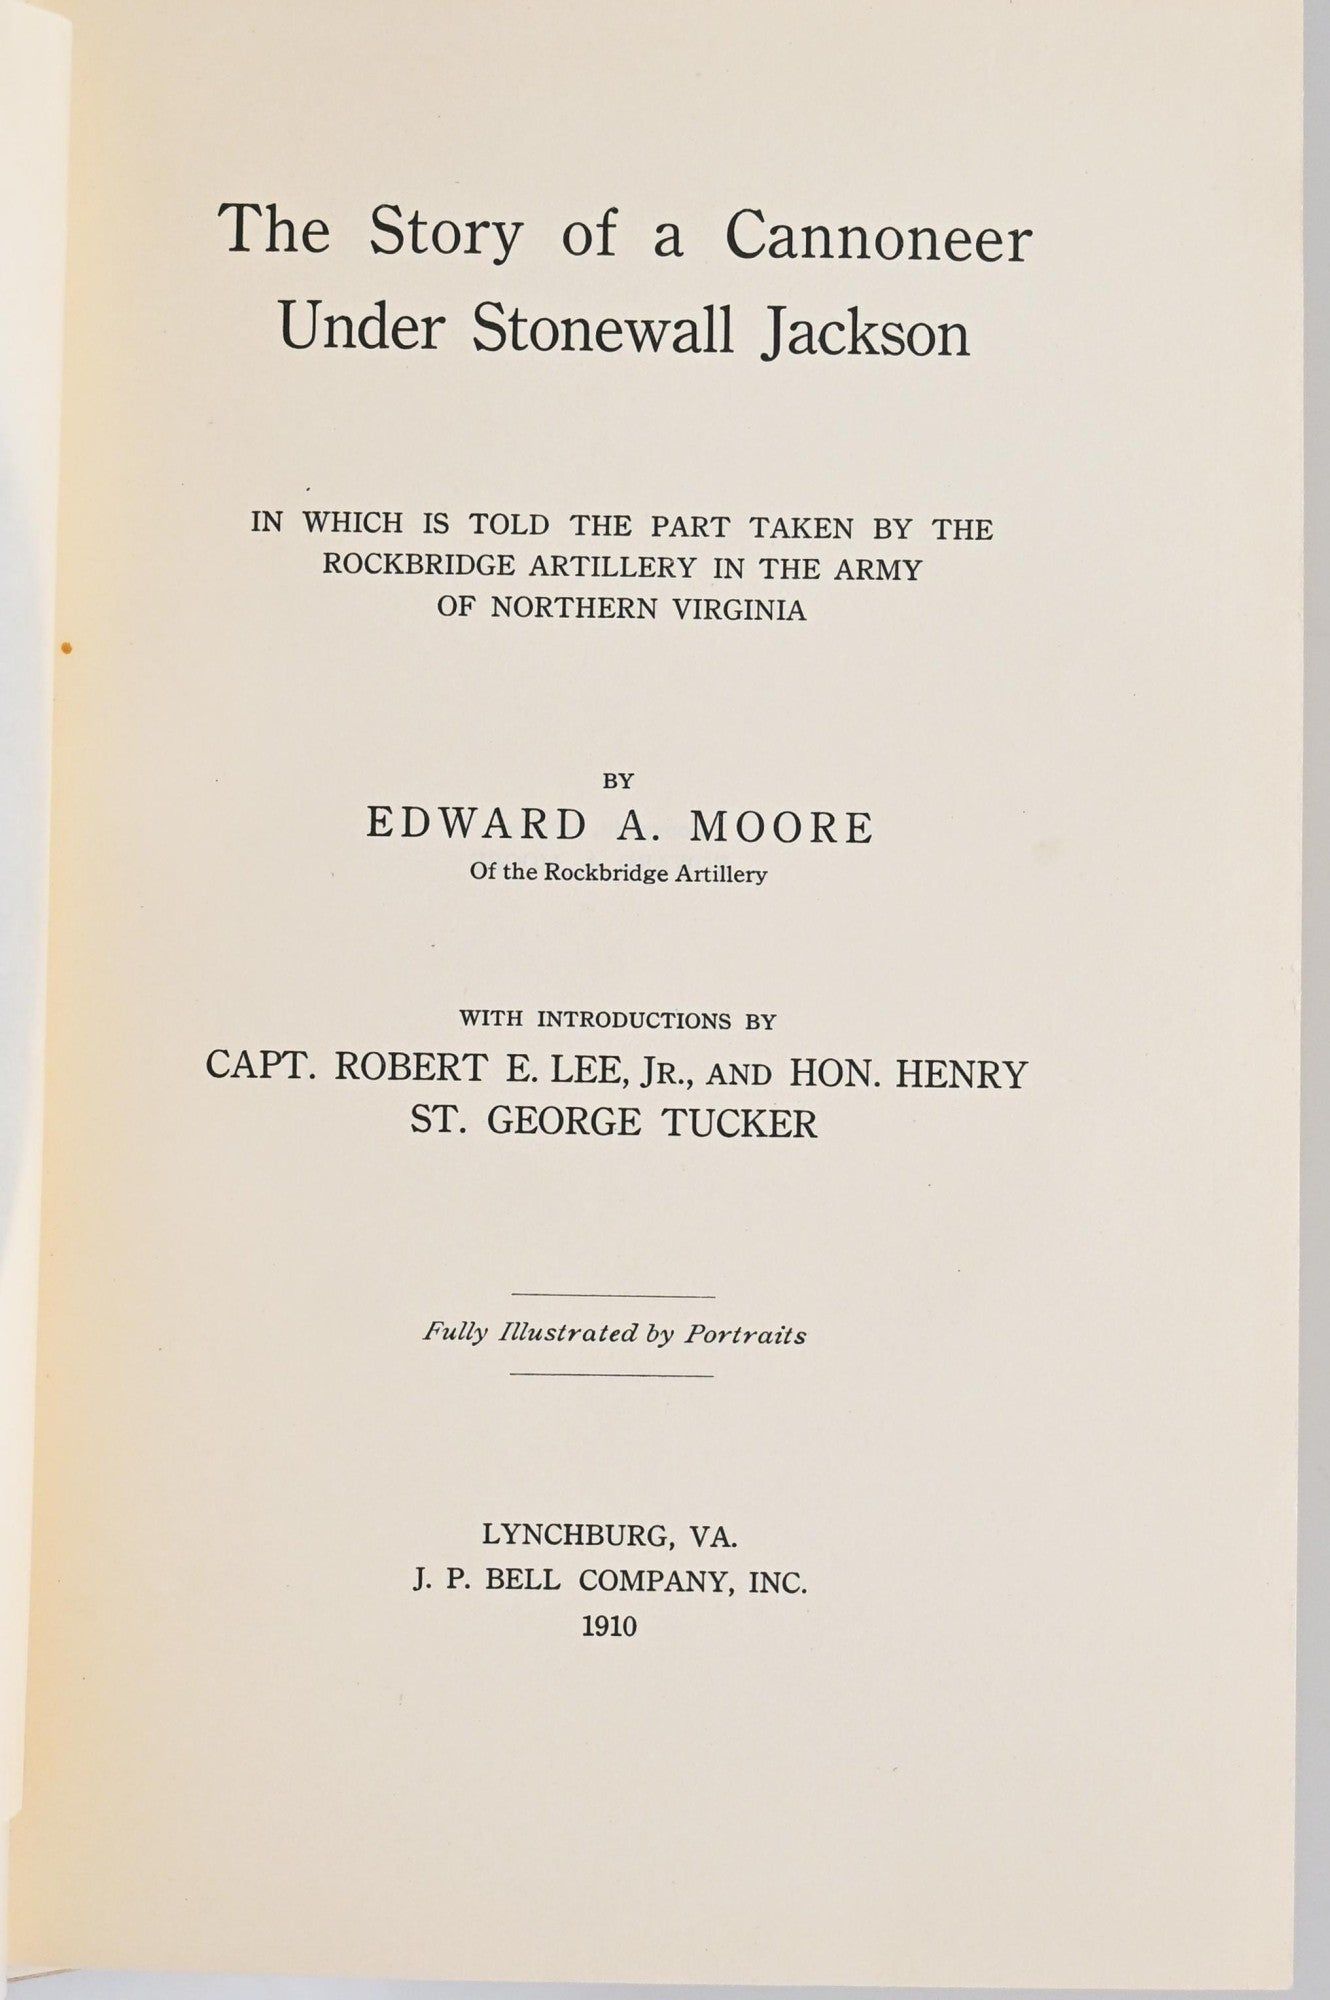 The Story of a Cannoneer
Under Stonewall Jackson
IN WHICH IS TOLD THE PART TAKEN BY THE
ROCKBRIDGE ARTILLERY IN THE ARMY
OF NORTHERN VIRGINIA
BY
EDWARD A. MOORE
Of the Rockbridge Artillery
WITH INTRODUCTIONS BY
CAPT. ROBERT E. LEE, JR., AND HON. HENRY
ST. GEORGE TUCKER
Fully Illustrated by Portraits
LYNCHBURG, VA.
J. P. BELL COMPANY, INC.
1910